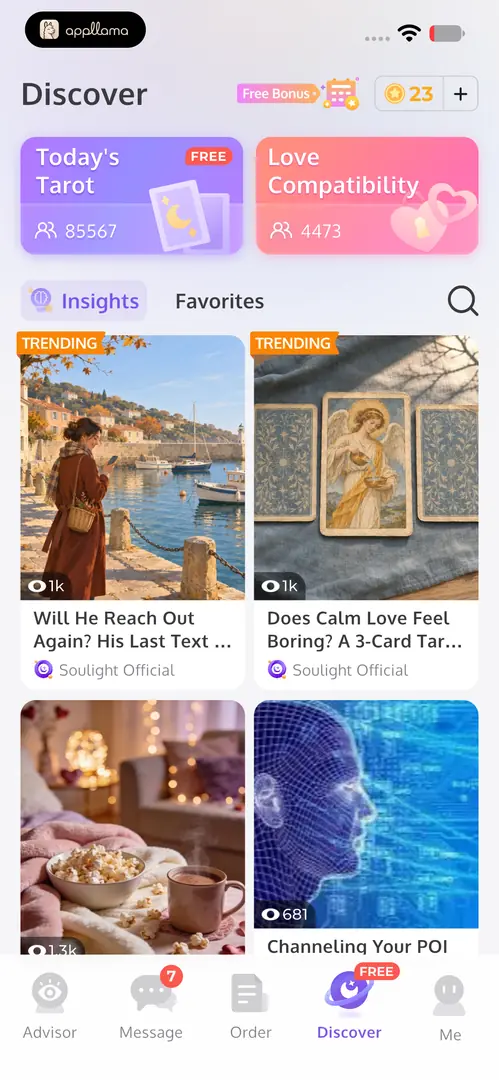 appllama
Discover
Free Bonus
23
+
Today's
Tarot
FREE
85567
Love
Compatibility
4473
Insights
Favorites
TRENDING
TRENDING
1k
1k
Will He Reach Out
Again? His Last Text ...
Soulight Official
Does Calm Love Feel
Boring? A 3-Card Tar...
Soulight Official
1.3k
681
Channeling Your POI
Advisor
7
Message
Order
FREE
Discover
Me